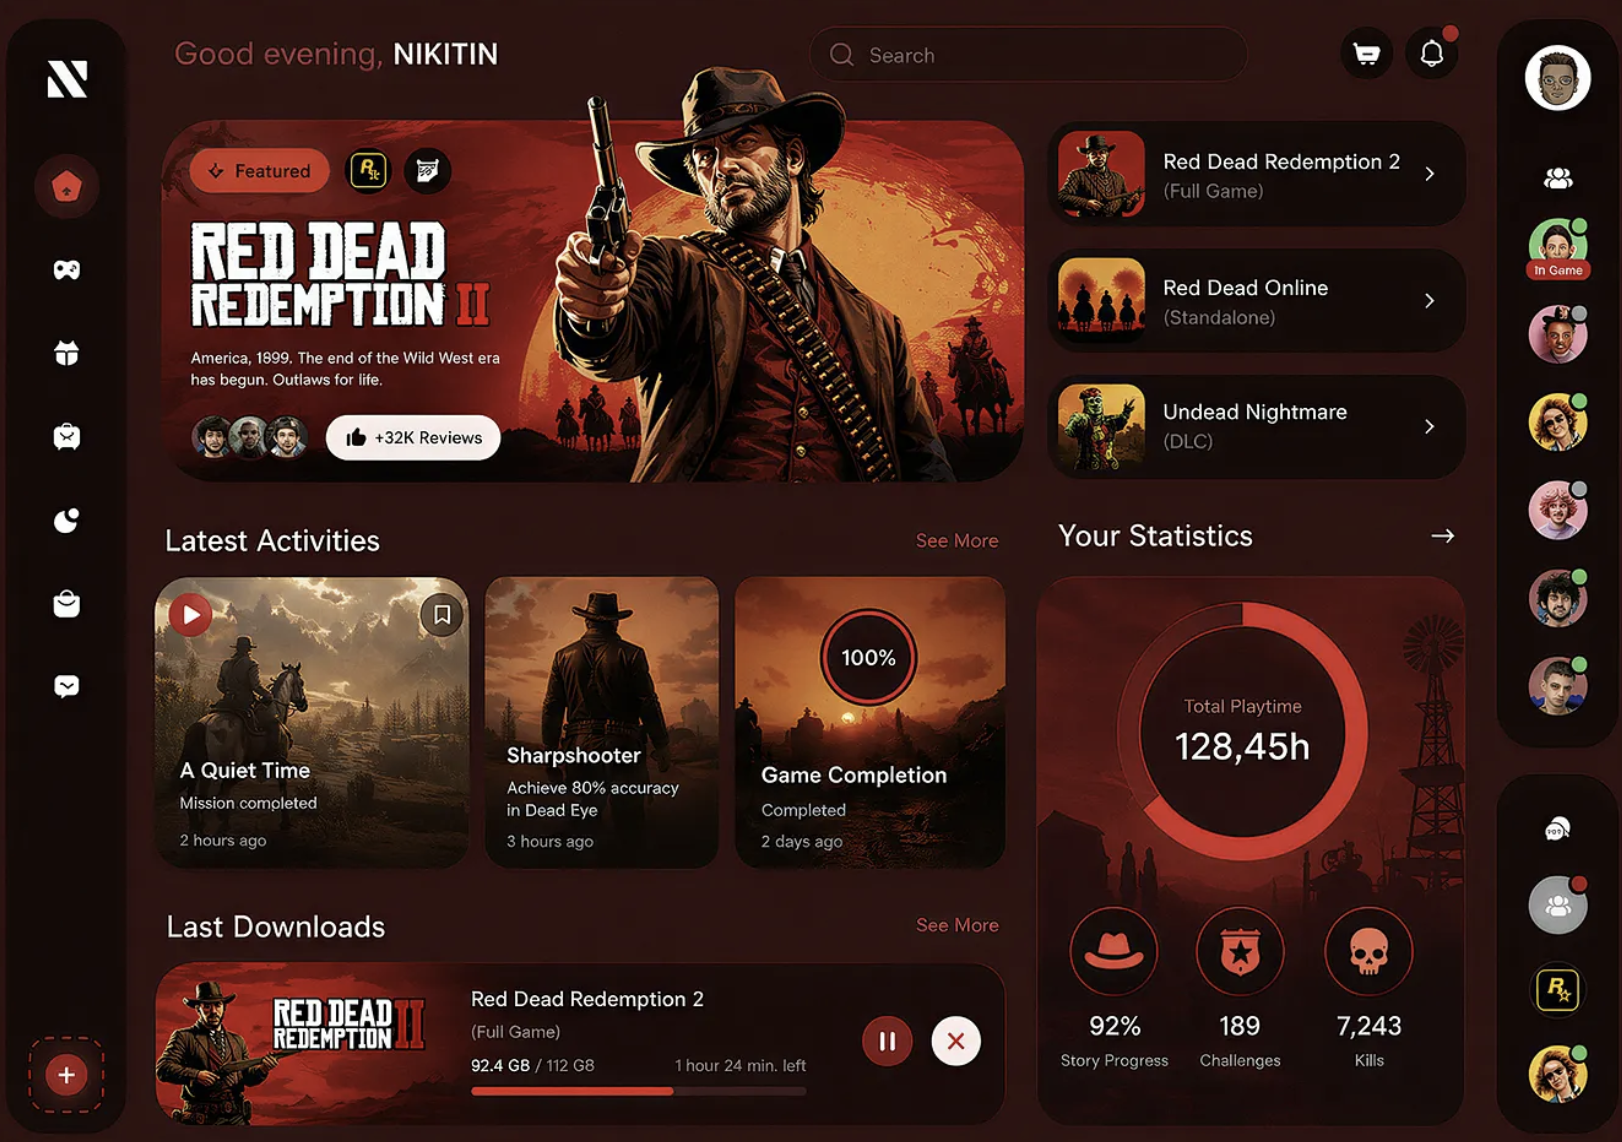 Good evening, NIKITIN
Search
Featured
RED DEAD
REDEMPTION II
America, 1899. The end of the Wild West era
has begun. Outlaws for life.
+32K Reviews
Red Dead Redemption 2
(Full Game)
Red Dead Online
(Standalone)
Undead Nightmare
(DLC)
In Game
Latest Activities
See More
A Quiet Time
Mission completed
2 hours ago
Sharpshooter
Achieve 80% accuracy
in Dead Eye
3 hours ago
100%
Game Completion
Completed
2 days ago
Your Statistics
Total Playtime
128,45h
92%
Story Progress
189
Challenges
7,243
Kills
Last Downloads
See More
RED DEAD
REDEMPTION II
Red Dead Redemption 2
(Full Game)
92.4 GB / 112 G8
1 hour 24 min. left